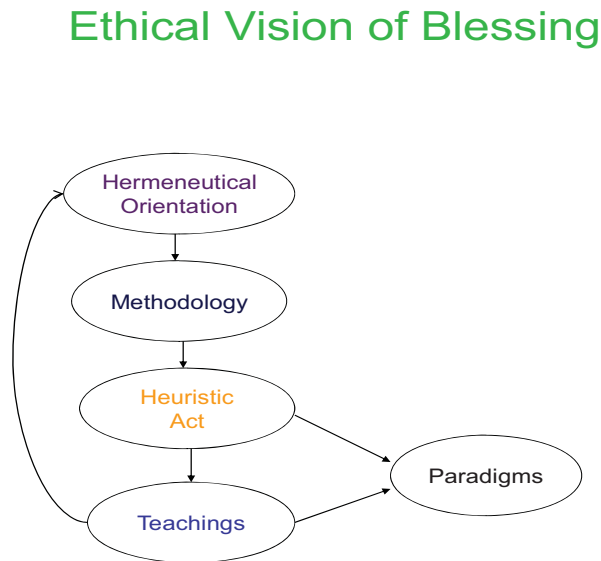 Ethical Vision of Blessing
Hermeneutical
Orientation
Methodology
Heuristic
Act
Paradigms
Teachings